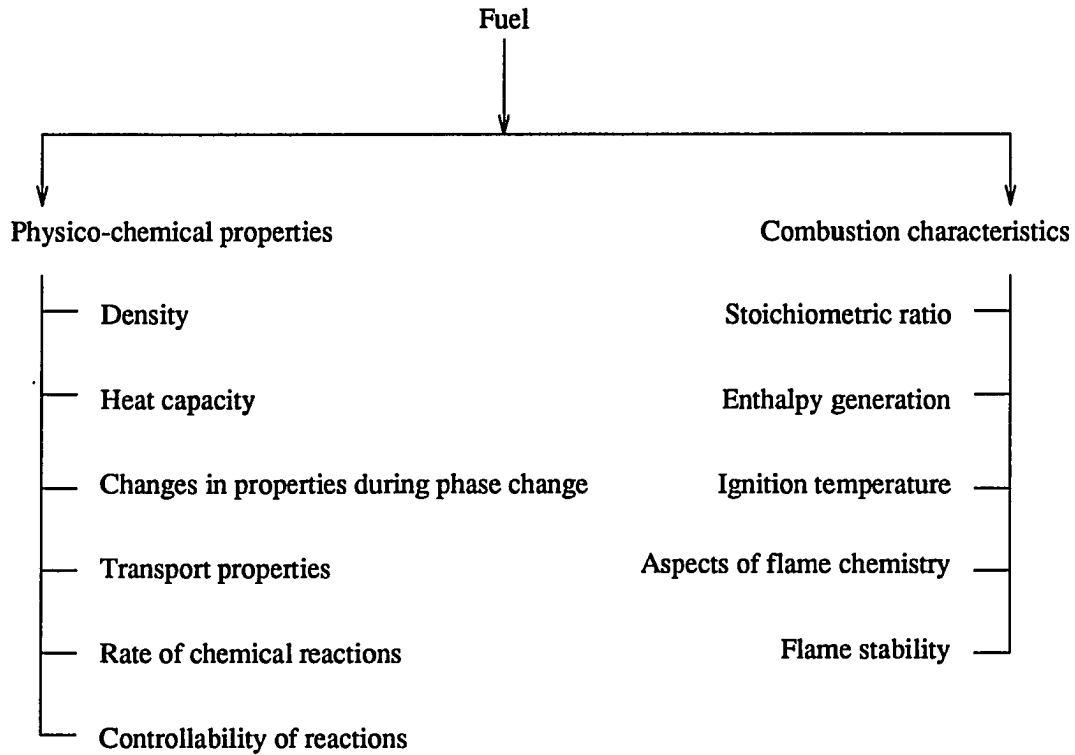 Fuel
Physico-chemical properties
Density
Heat capacity
Changes in properties during phase change
Transport properties
Rate of chemical reactions
Controllability of reactions
Combustion characteristics
Stoichiometric ratio
Enthalpy generation
Ignition temperature
Aspects of flame chemistry
Flame stability